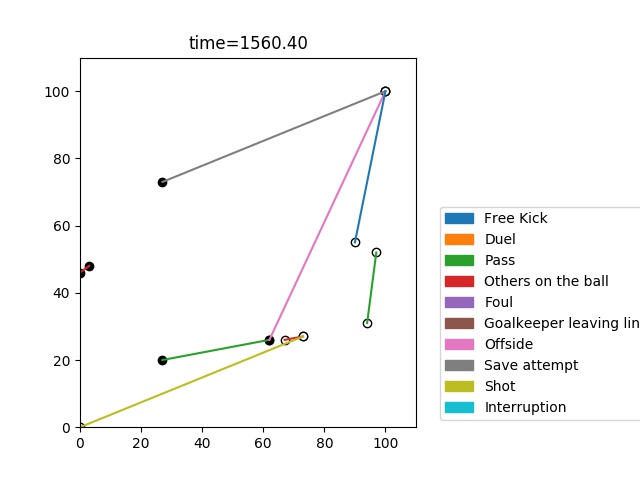 time=1560.40
100
80
60
40
20
0
0 20 40 60 80 100
Free Kick
Duel
Pass
Others on the ball
Foul
Goalkeeper leaving lin
Offside
Save attempt
Shot
Interruption